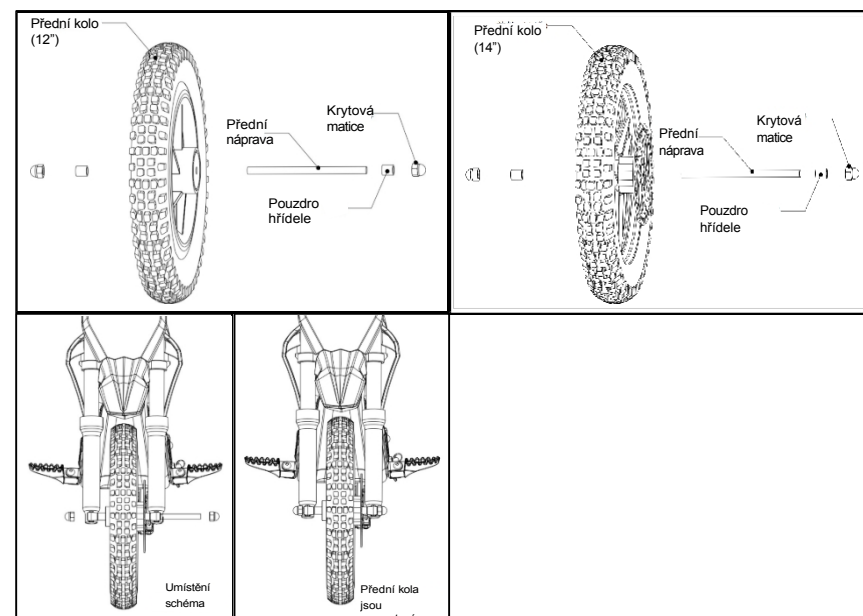 Přední kolo
(12”)
Přední
náprava
Krytová
matice
Pouzdro
hřídele
Přední kolo
(14”)
Přední
náprava
Krytová
matice
Pouzdro
hřídele
Umístění
schéma
Přední kola
jsou